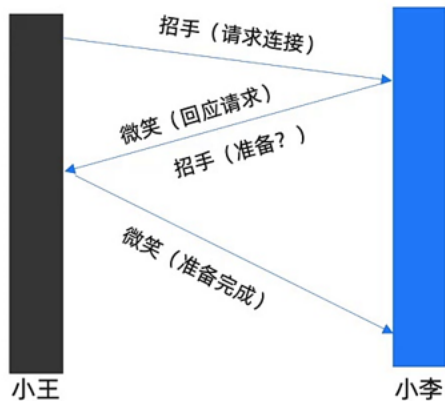 招手（请求连接）
微笑（回应请求）
招手（准备？）
微笑（准备完成）
小王
小李